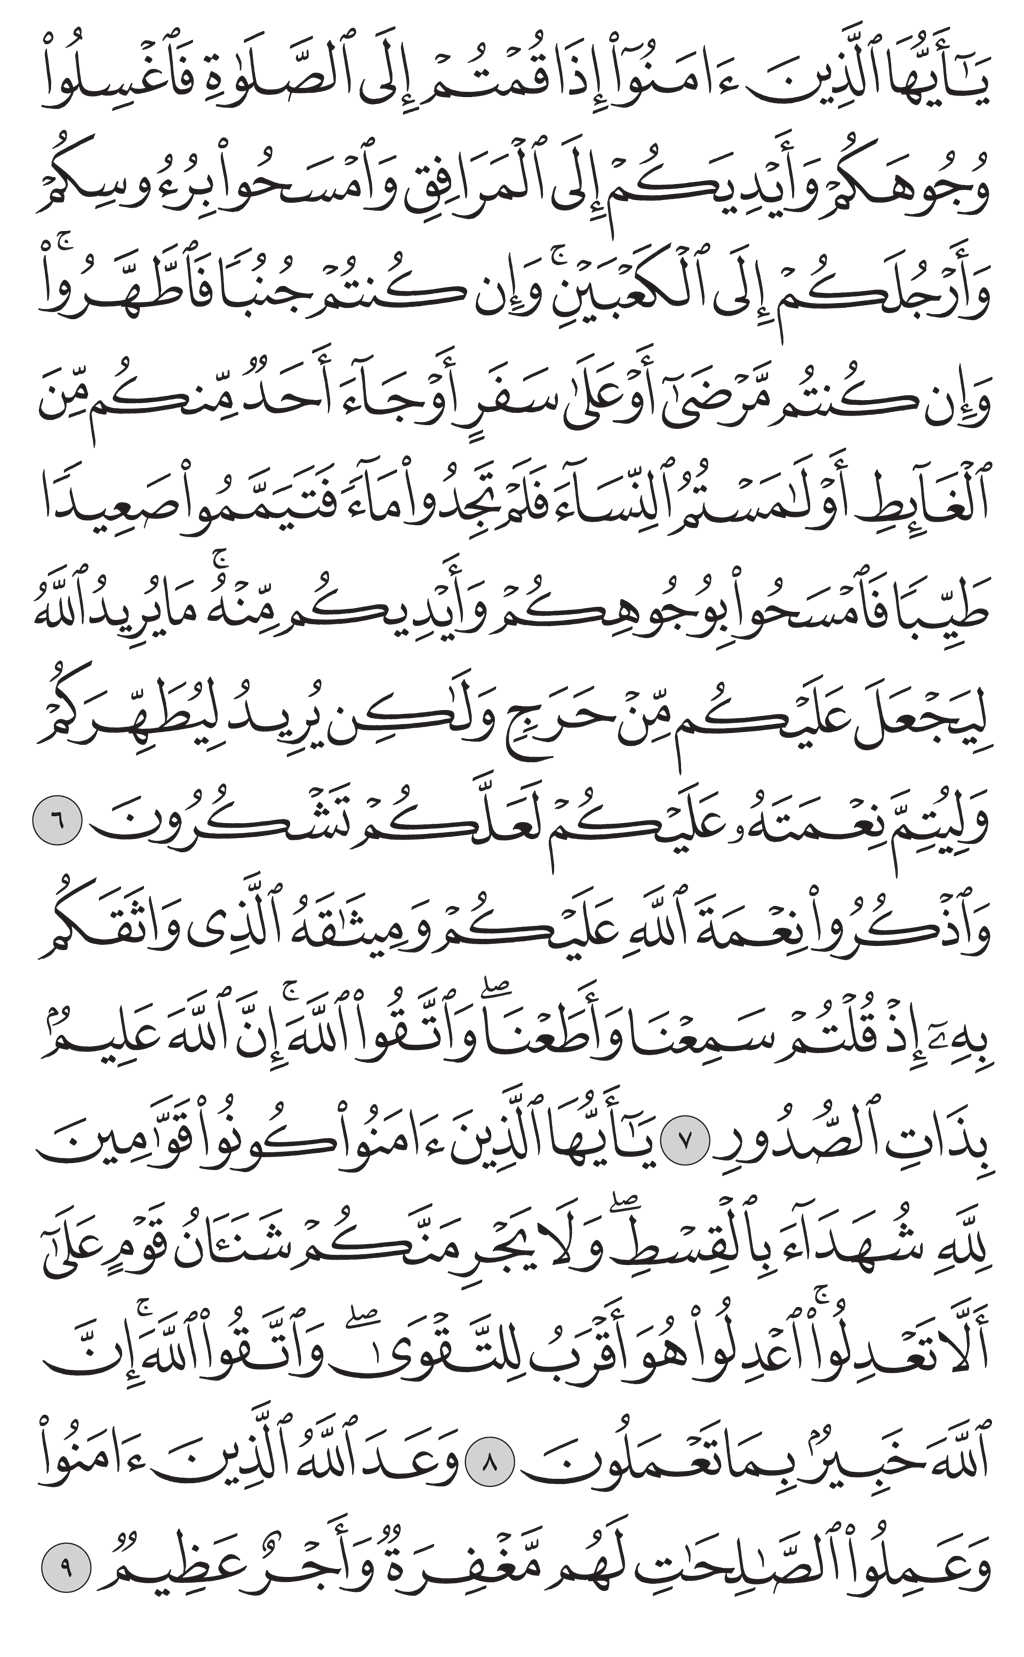 يَـٰٓأَيُّهَا ٱلَّذِينَ ءَامَنُوٓا۟ إِذَا قُمۡتُمۡ إِلَى ٱلصَّلَوٰةِ فَٱغۡسِلُوا۟
وُجُوهَكُمۡ وَأَيۡدِيَكُمۡ إِلَى ٱلۡمَرَافِقِ وَٱمۡسَحُوا۟ بِرُءُوسِكُمۡ
وَأَرۡجُلَكُمۡ إِلَى ٱلۡكَعۡبَيۡنِۚ وَإِن كُنتُمۡ جُنُبًا فَٱطَّهَّرُوا۟ۚ
وَإِن كُنتُم مَّرۡضَىٰٓ أَوۡ عَلَىٰ سَفَرٍ أَوۡ جَآءَ أَحَدٌ مِّنكُم مِّنَ
ٱلۡغَآئِطِ أَوۡ لَـٰمَسۡتُمُ ٱلنِّسَآءَ فَلَمۡ تَجِدُوا۟ مَآءً فَتَيَمَّمُوا۟ صَعِيدًا
طَيِّبًا فَٱمۡسَحُوا۟ بِوُجُوهِكُمۡ وَأَيۡدِيكُم مِّنۡهُۚ مَا يُرِيدُ ٱللَّهُ
لِيَجۡعَلَ عَلَيۡكُم مِّنۡ حَرَجٍ وَلَـٰكِن يُرِيدُ لِيُطَهِّرَكُمۡ
وَلِيُتِمَّ نِعۡمَتَهُۥ عَلَيۡكُمۡ لَعَلَّكُمۡ تَشۡكُرُونَ ٦
وَٱذۡكُرُوا۟ نِعۡمَةَ ٱللَّهِ عَلَيۡكُمۡ وَمِيثَـٰقَهُ ٱلَّذِى وَاثَقَكُم
بِهِۦٓ إِذۡ قُلۡتُمۡ سَمِعۡنَا وَأَطَعۡنَاۖ وَٱتَّقُوا۟ ٱللَّهَۚ إِنَّ ٱللَّهَ عَلِيمُۢ
بِذَاتِ ٱلصُّدُورِ ٧ يَـٰٓأَيُّهَا ٱلَّذِينَ ءَامَنُوا۟ كُونُوا۟ قَوَّٰمِينَ
لِلَّهِ شُهَدَآءَ بِٱلۡقِسۡطِۖ وَلَا يَجۡرِمَنَّكُمۡ شَنَـَٔانُ قَوۡمٍ عَلَىٰٓ
أَلَّا تَعۡدِلُوا۟ۚ ٱعۡدِلُوا۟ هُوَ أَقۡرَبُ لِلتَّقۡوَىٰۖ وَٱتَّقُوا۟ ٱللَّهَۚ إِنَّ
ٱللَّهَ خَبِيرُۢ بِمَا تَعۡمَلُونَ ٨ وَعَدَ ٱللَّهُ ٱلَّذِينَ ءَامَنُوا۟
وَعَمِلُوا۟ ٱلصَّـٰلِحَـٰتِ لَهُم مَّغۡفِرَةٌ وَأَجۡرٌ عَظِيمٌ ٩